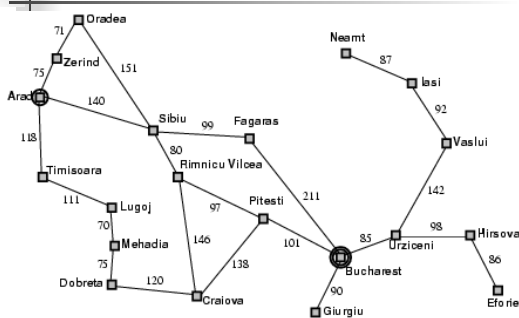 Oradea
71
Neamt
87
Zerind
151
75
Iasi
Arad
140
92
Sibiu
Fagaras
99
118
Vaslui
80
Timisoara
Rimnicu Vilcea
142
111
211
Lugoj
97
Pitesti
70
98
Hirsova
Mehadia
146
101
85
Urziceni
75
138
86
Bucharest
Dobreta
120
90
Craiova
Eforie
Giurgiu